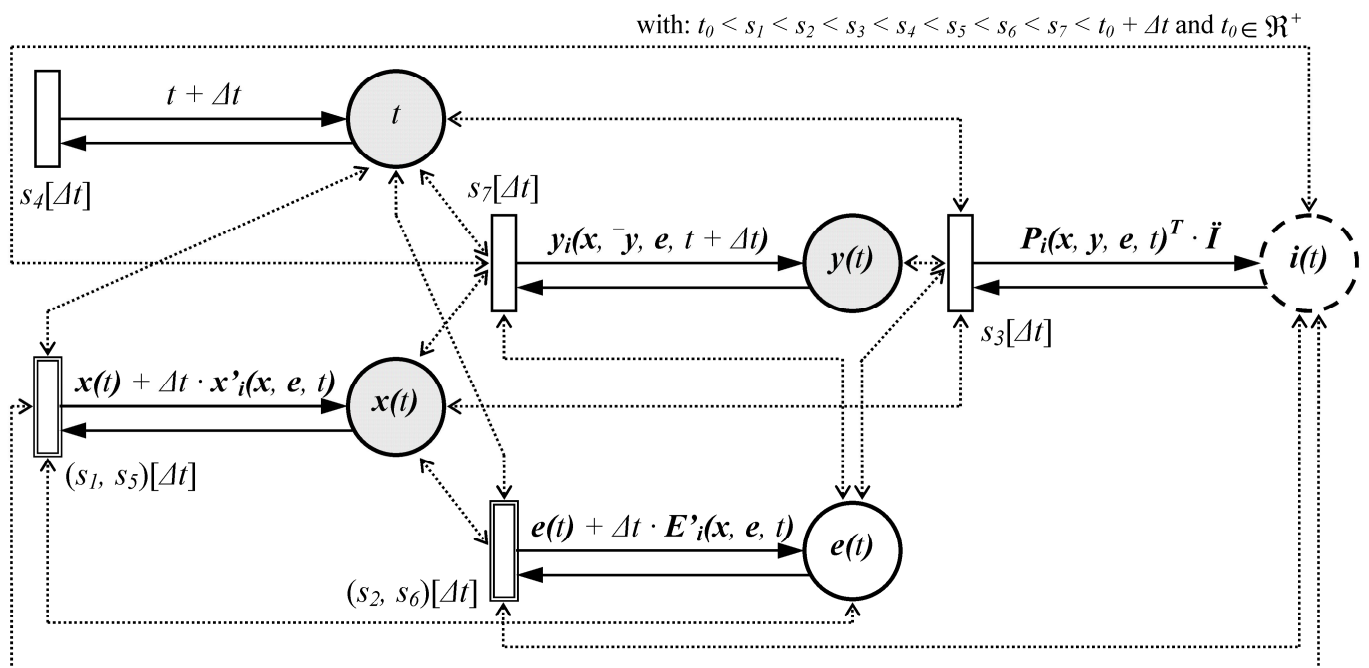 with: t₀ < s₁ < s₂ < s₃ < s₄ < s₅ < s₆ < s₇ < t₀ + Δt and t₀ ∈ ℜ⁺
t + Δt
t
s₄[Δt]
s₇[Δt]
yᵢ(x, ⁻y, e, t + Δt)
y(t)
Pᵢ(x, y, e, t)ᵀ · Ï
i(t)
s₃[Δt]
x(t) + Δt · x’ᵢ(x, e, t)
x(t)
(s₁, s₅)[Δt]
e(t) + Δt · E’ᵢ(x, e, t)
e(t)
(s₂, s₆)[Δt]